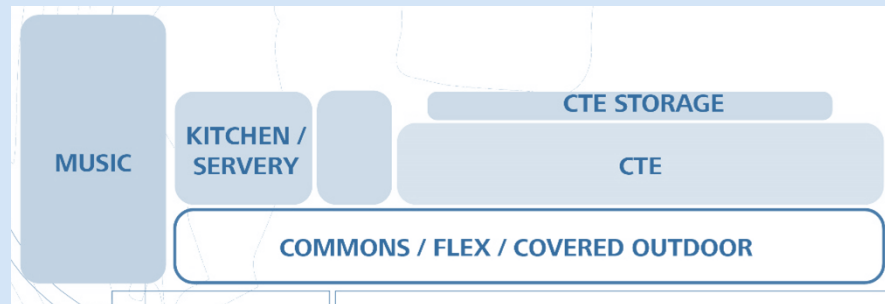 MUSIC
KITCHEN /
SERVERY
CTE STORAGE
CTE
COMMONS / FLEX / COVERED OUTDOOR